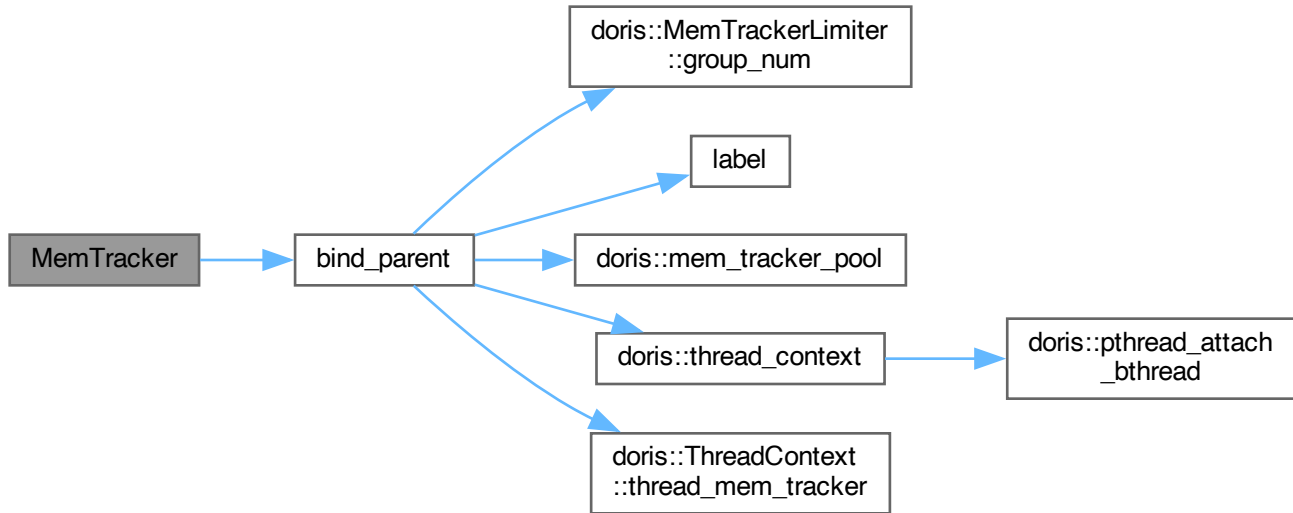 doris::MemTrackerLimiter
::group_num
label
MemTracker
bind_parent
doris::mem_tracker_pool
doris::thread_context
doris::pthread_attach
_bthread
doris::ThreadContext
::thread_mem_tracker